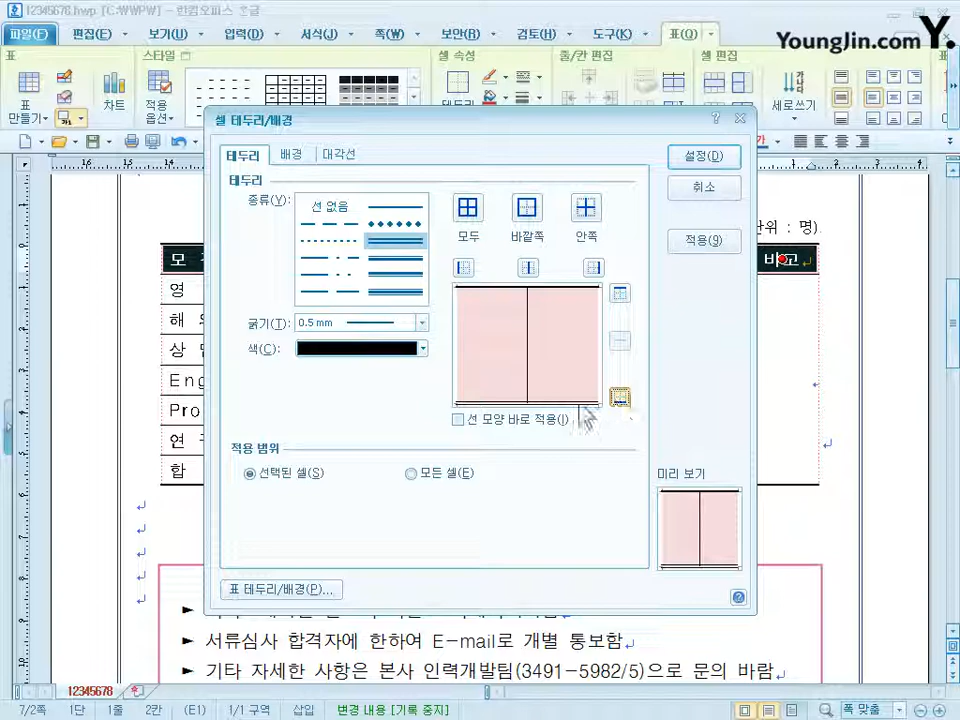 12345678.hwp [C:\WWPW] - 한컴오피스 한글
파일(F) 편집(E) 보기(U) 입력(D) 서식(J) 쪽(W) 보안(R) 검토(H) 도구(K) 표(Q)
YoungJin.com Y.
표 스타일 셀 속성 줄/칸 편집 셀 편집
표 만들기
차트
적용 옵션
세로쓰기
셀 테두리/배경
테두리 배경 대각선
설정(D)
취소
적용(9)
테두리
종류(Y):
선 없음
모두 바깥쪽 안쪽
굵기(T): 0.5 mm
색(C):
선 모양 바로 적용(I)
적용 범위
선택된 셀(S) 모든 셀(E)
미리 보기
표 테두리/배경(P)...
위 : 명)
모
비고
영
해
상
Eng
Pro
연
합
► 서류심사 합격자에 한하여 E-mail로 개별 통보함
► 기타 자세한 사항은 본사 인력개발팀(3491-5982/5)으로 문의 바람
12345678
7/2쪽 1단 1줄 2칸 (E1) 1/1 구역 삽입 변경 내용 [기록 중지] 폭 맞춤